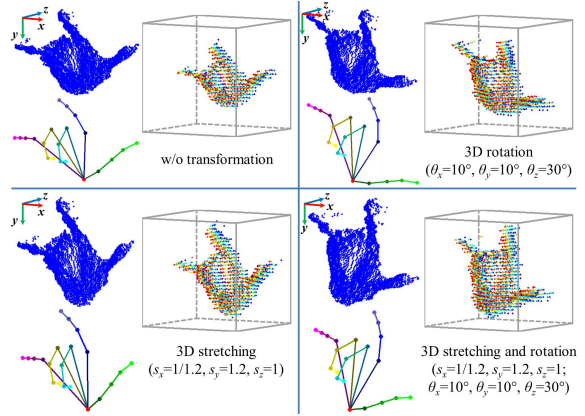 z
x
y
w/o transformation
z
x
y
3D rotation
(θx=10°, θy=10°, θz=30°)
z
x
y
3D stretching
(sx=1/1.2, sy=1.2, sz=1)
z
x
y
3D stretching and rotation
(sx=1/1.2, sy=1.2, sz=1;
θx=10°, θy=10°, θz=30°)